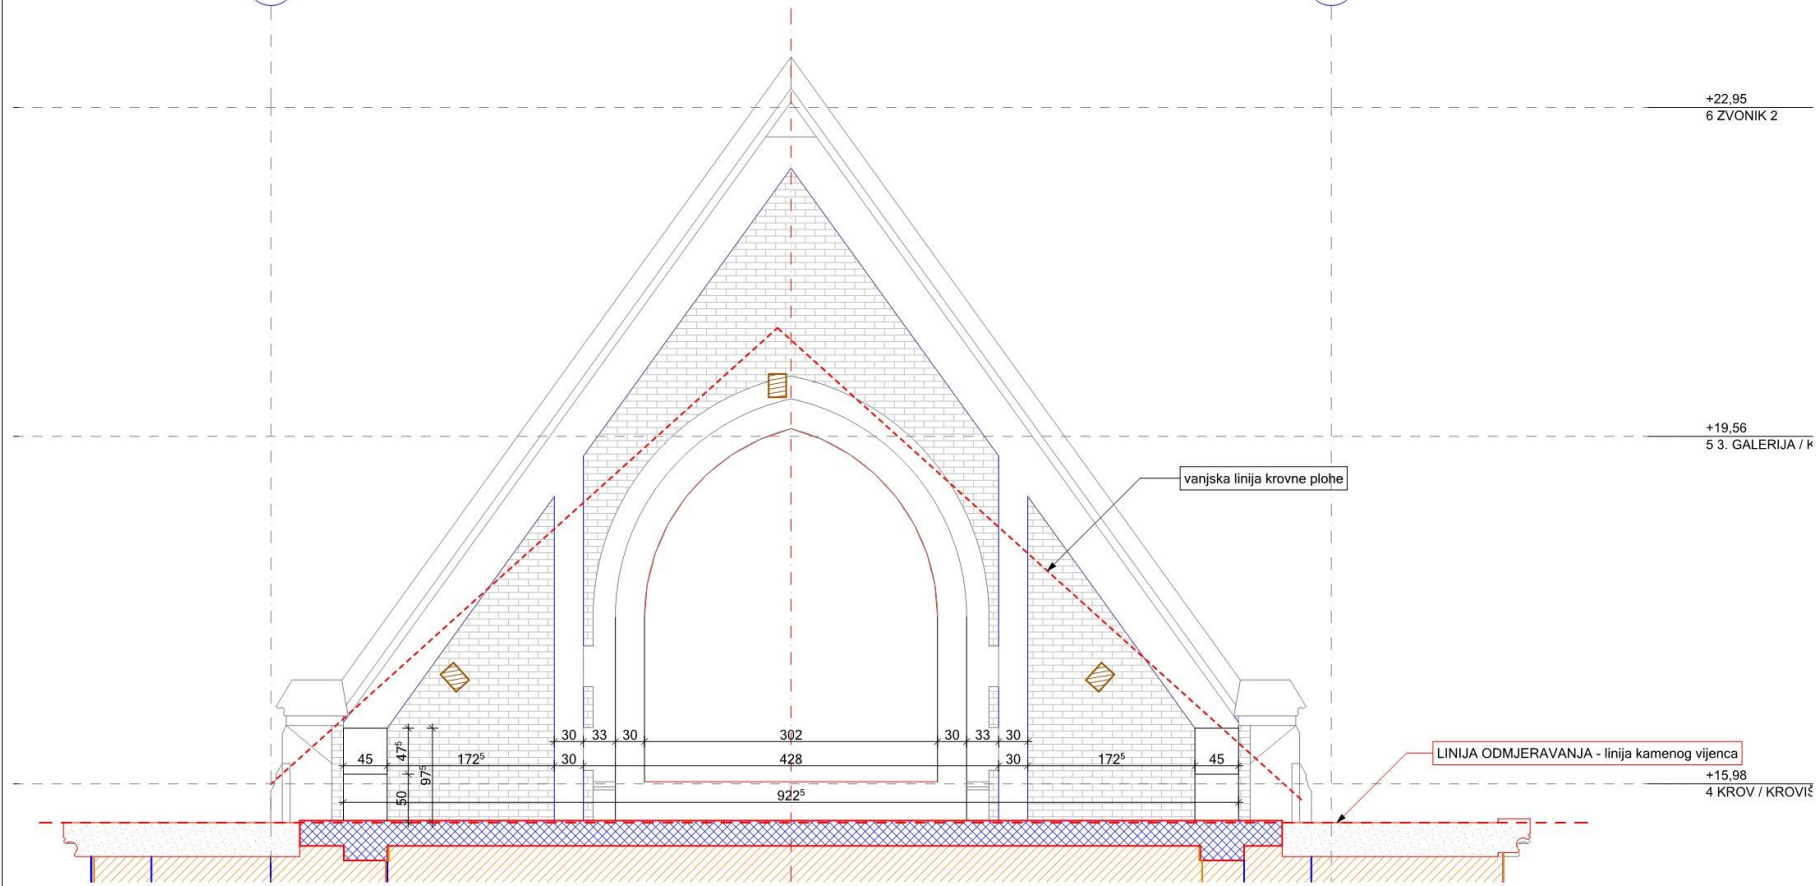 +22,95
6 ZVONIK 2
+19,56
5 3. GALERIJA / K
vanjska linija krovne plohe
LINIJA ODMJERAVANJA - linija kamenog vijenca
+15,98
4 KROV / KROVIŠ
30 33 30 302 30 33 30
45 172⁵ 30 428 30 172⁵ 45
47⁵
97⁵
50
922⁵